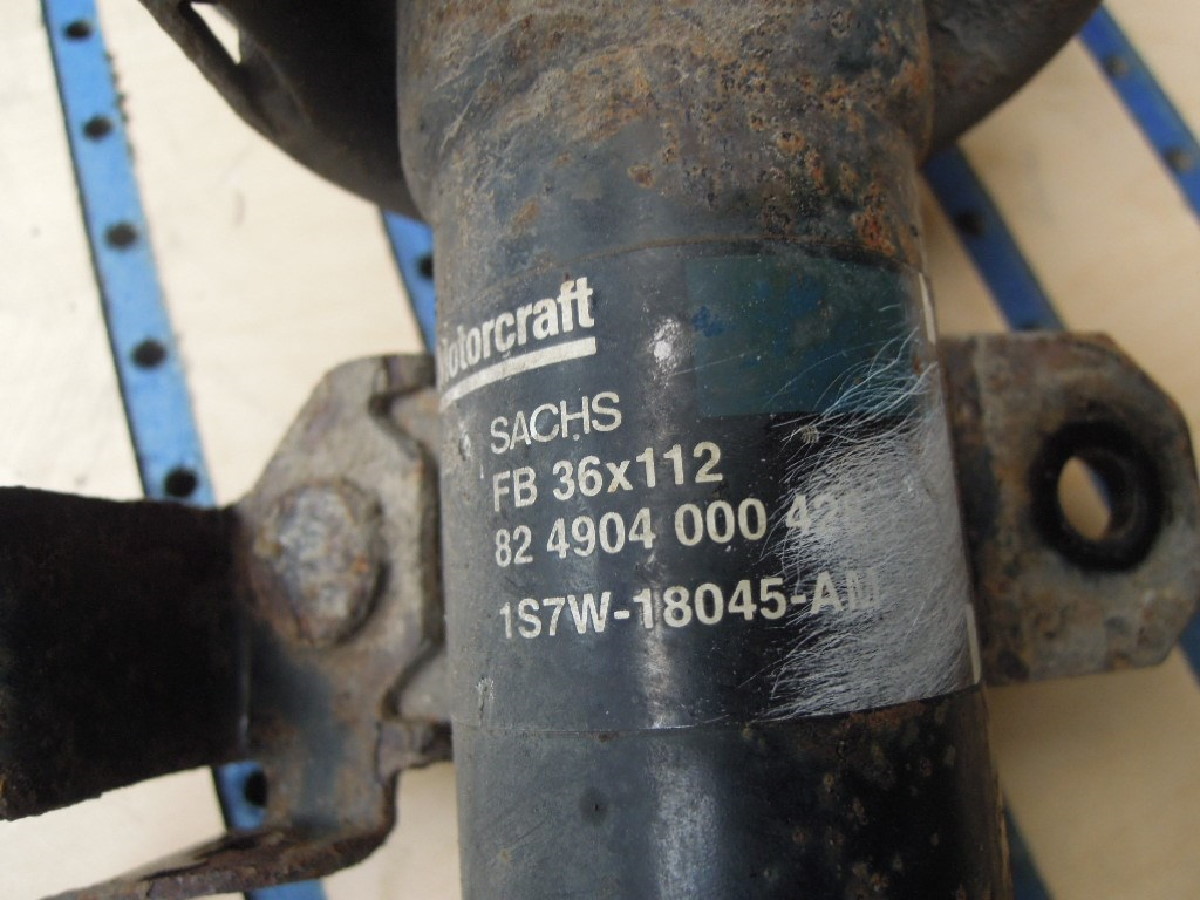 Motorcraft
SACHS
FB 36x112
82 4904 000
1S7W-18045-AM